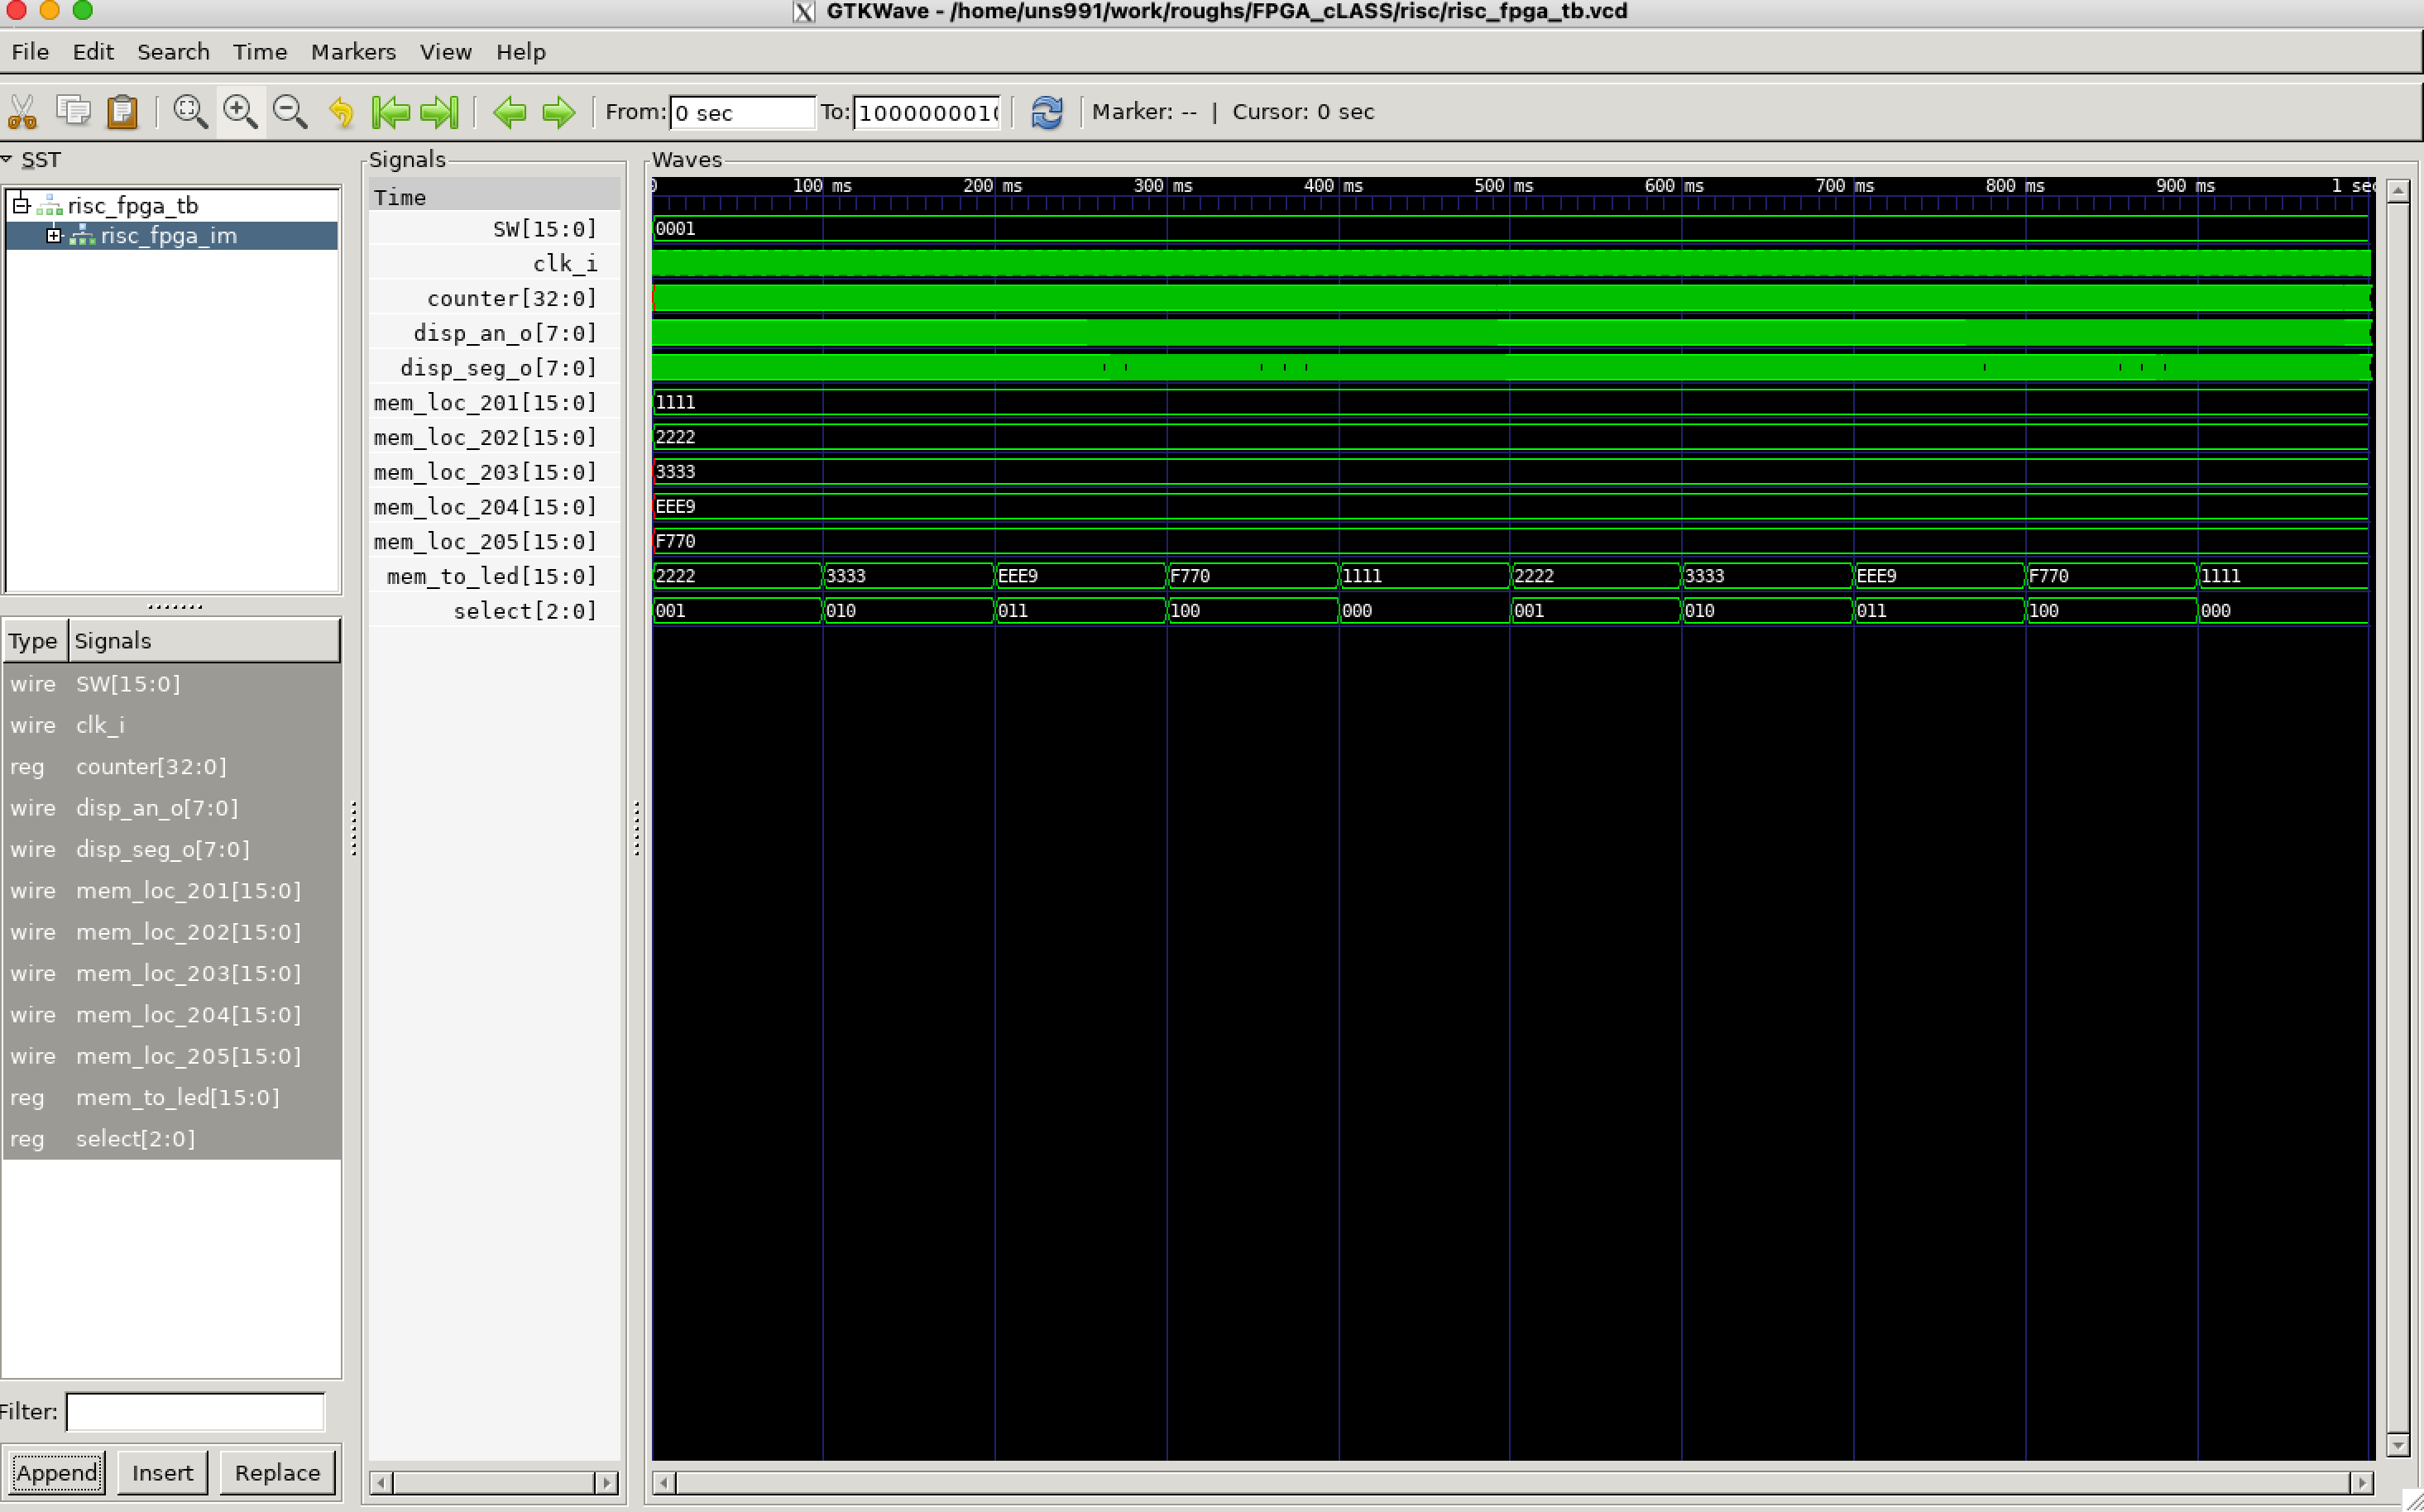 GTKWave - /home/uns991/work/roughs/FPGA_cLASS/risc/risc_fpga_tb.vcd
File Edit Search Time Markers View Help
From: 0 sec To: 100000001 Marker: -- | Cursor: 0 sec
SST
risc_fpga_tb
risc_fpga_im
Type Signals
wire SW[15:0]
wire clk_i
reg counter[32:0]
wire disp_an_o[7:0]
wire disp_seg_o[7:0]
wire mem_loc_201[15:0]
wire mem_loc_202[15:0]
wire mem_loc_203[15:0]
wire mem_loc_204[15:0]
wire mem_loc_205[15:0]
reg mem_to_led[15:0]
reg select[2:0]
Filter:
Append Insert Replace
Signals
Time
SW[15:0]
clk_i
counter[32:0]
disp_an_o[7:0]
disp_seg_o[7:0]
mem_loc_201[15:0]
mem_loc_202[15:0]
mem_loc_203[15:0]
mem_loc_204[15:0]
mem_loc_205[15:0]
mem_to_led[15:0]
select[2:0]
Waves
0 100 ms 200 ms 300 ms 400 ms 500 ms 600 ms 700 ms 800 ms 900 ms 1 sec
0001
1111
2222
3333
EEE9
F770
2222 3333 EEE9 F770 1111 2222 3333 EEE9 F770 1111
001 010 011 100 000 001 010 011 100 000